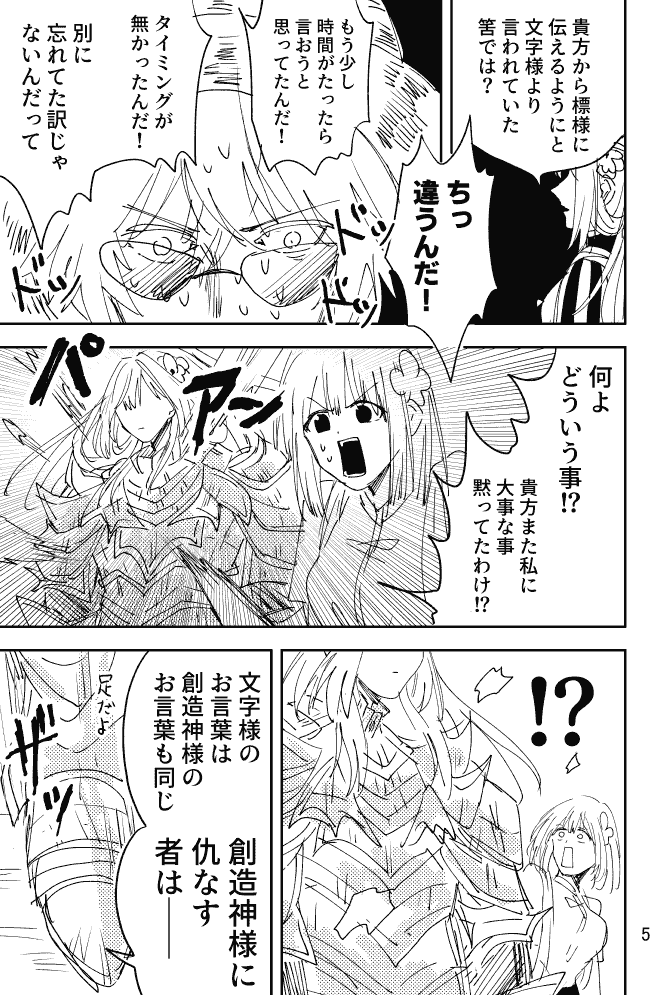 貴方から標様に
伝えるようにと
文字様より
言われていた
筈では?
ちっ
違うんだ!
もう少し
時間がたったら
言おうと
思ってたんだ!
タイミングが
無かったんだ!
別に
忘れてた訳じゃ
ないんだって
ドッ
ドッ
ドッ
何よ
どういう事!?
貴方また私に
大事な事
黙ってたわけ!?
パ
アーン
!?
文字様の
お言葉は
創造神様の
お言葉も同じ
創造神様に
仇なす
者は──
足だよ
ザッ
5